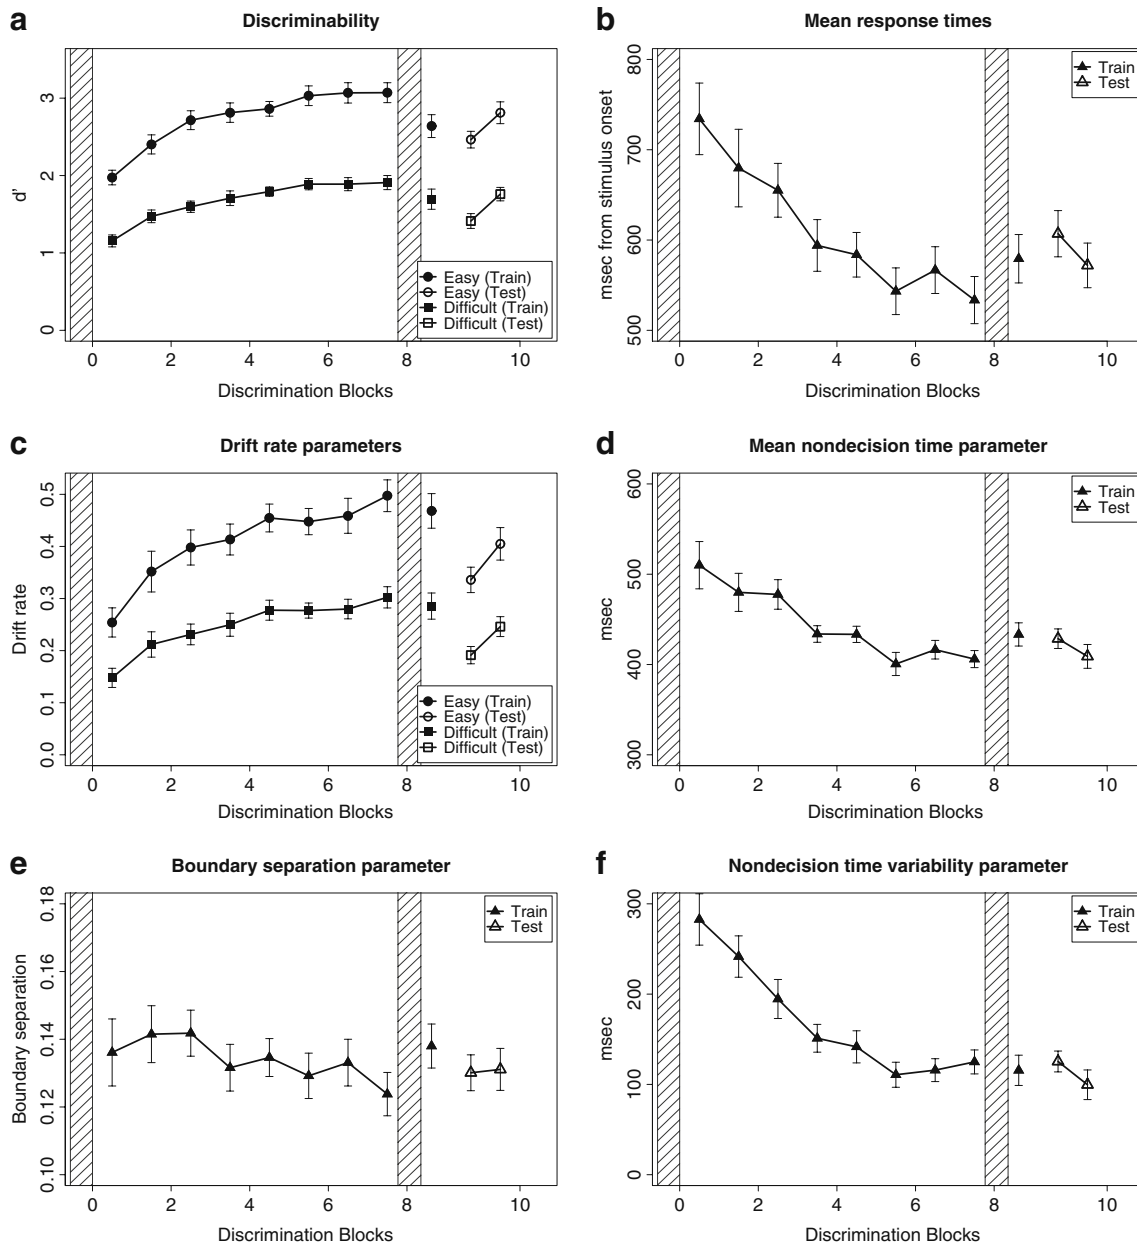 a
Discriminability
d'
0
1
2
3
Easy (Train)
Easy (Test)
Difficult (Train)
Difficult (Test)
0 2 4 6 8 10
Discrimination Blocks
b
Mean response times
msec from stimulus onset
500
600
700
800
Train
Test
0 2 4 6 8 10
Discrimination Blocks
c
Drift rate parameters
Drift rate
0.0
0.1
0.2
0.3
0.4
0.5
Easy (Train)
Easy (Test)
Difficult (Train)
Difficult (Test)
0 2 4 6 8 10
Discrimination Blocks
d
Mean nondecision time parameter
msec
300
400
500
600
Train
Test
0 2 4 6 8 10
Discrimination Blocks
e
Boundary separation parameter
Boundary separation
0.10
0.12
0.14
0.16
0.18
Train
Test
0 2 4 6 8 10
Discrimination Blocks
f
Nondecision time variability parameter
msec
0
100
200
300
Train
Test
0 2 4 6 8 10
Discrimination Blocks